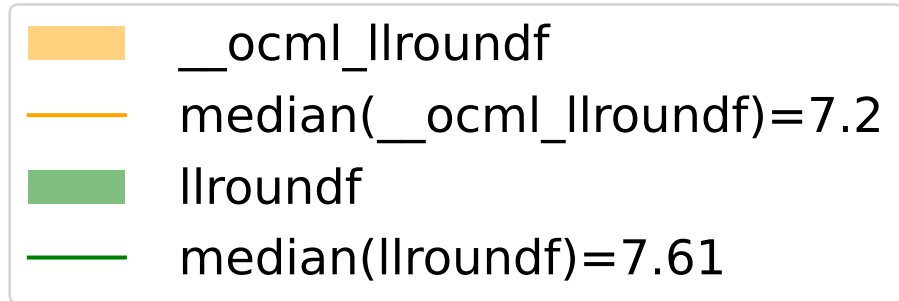 __ocml_llroundf
median(__ocml_llroundf)=7.2
llroundf
median(llroundf)=7.61